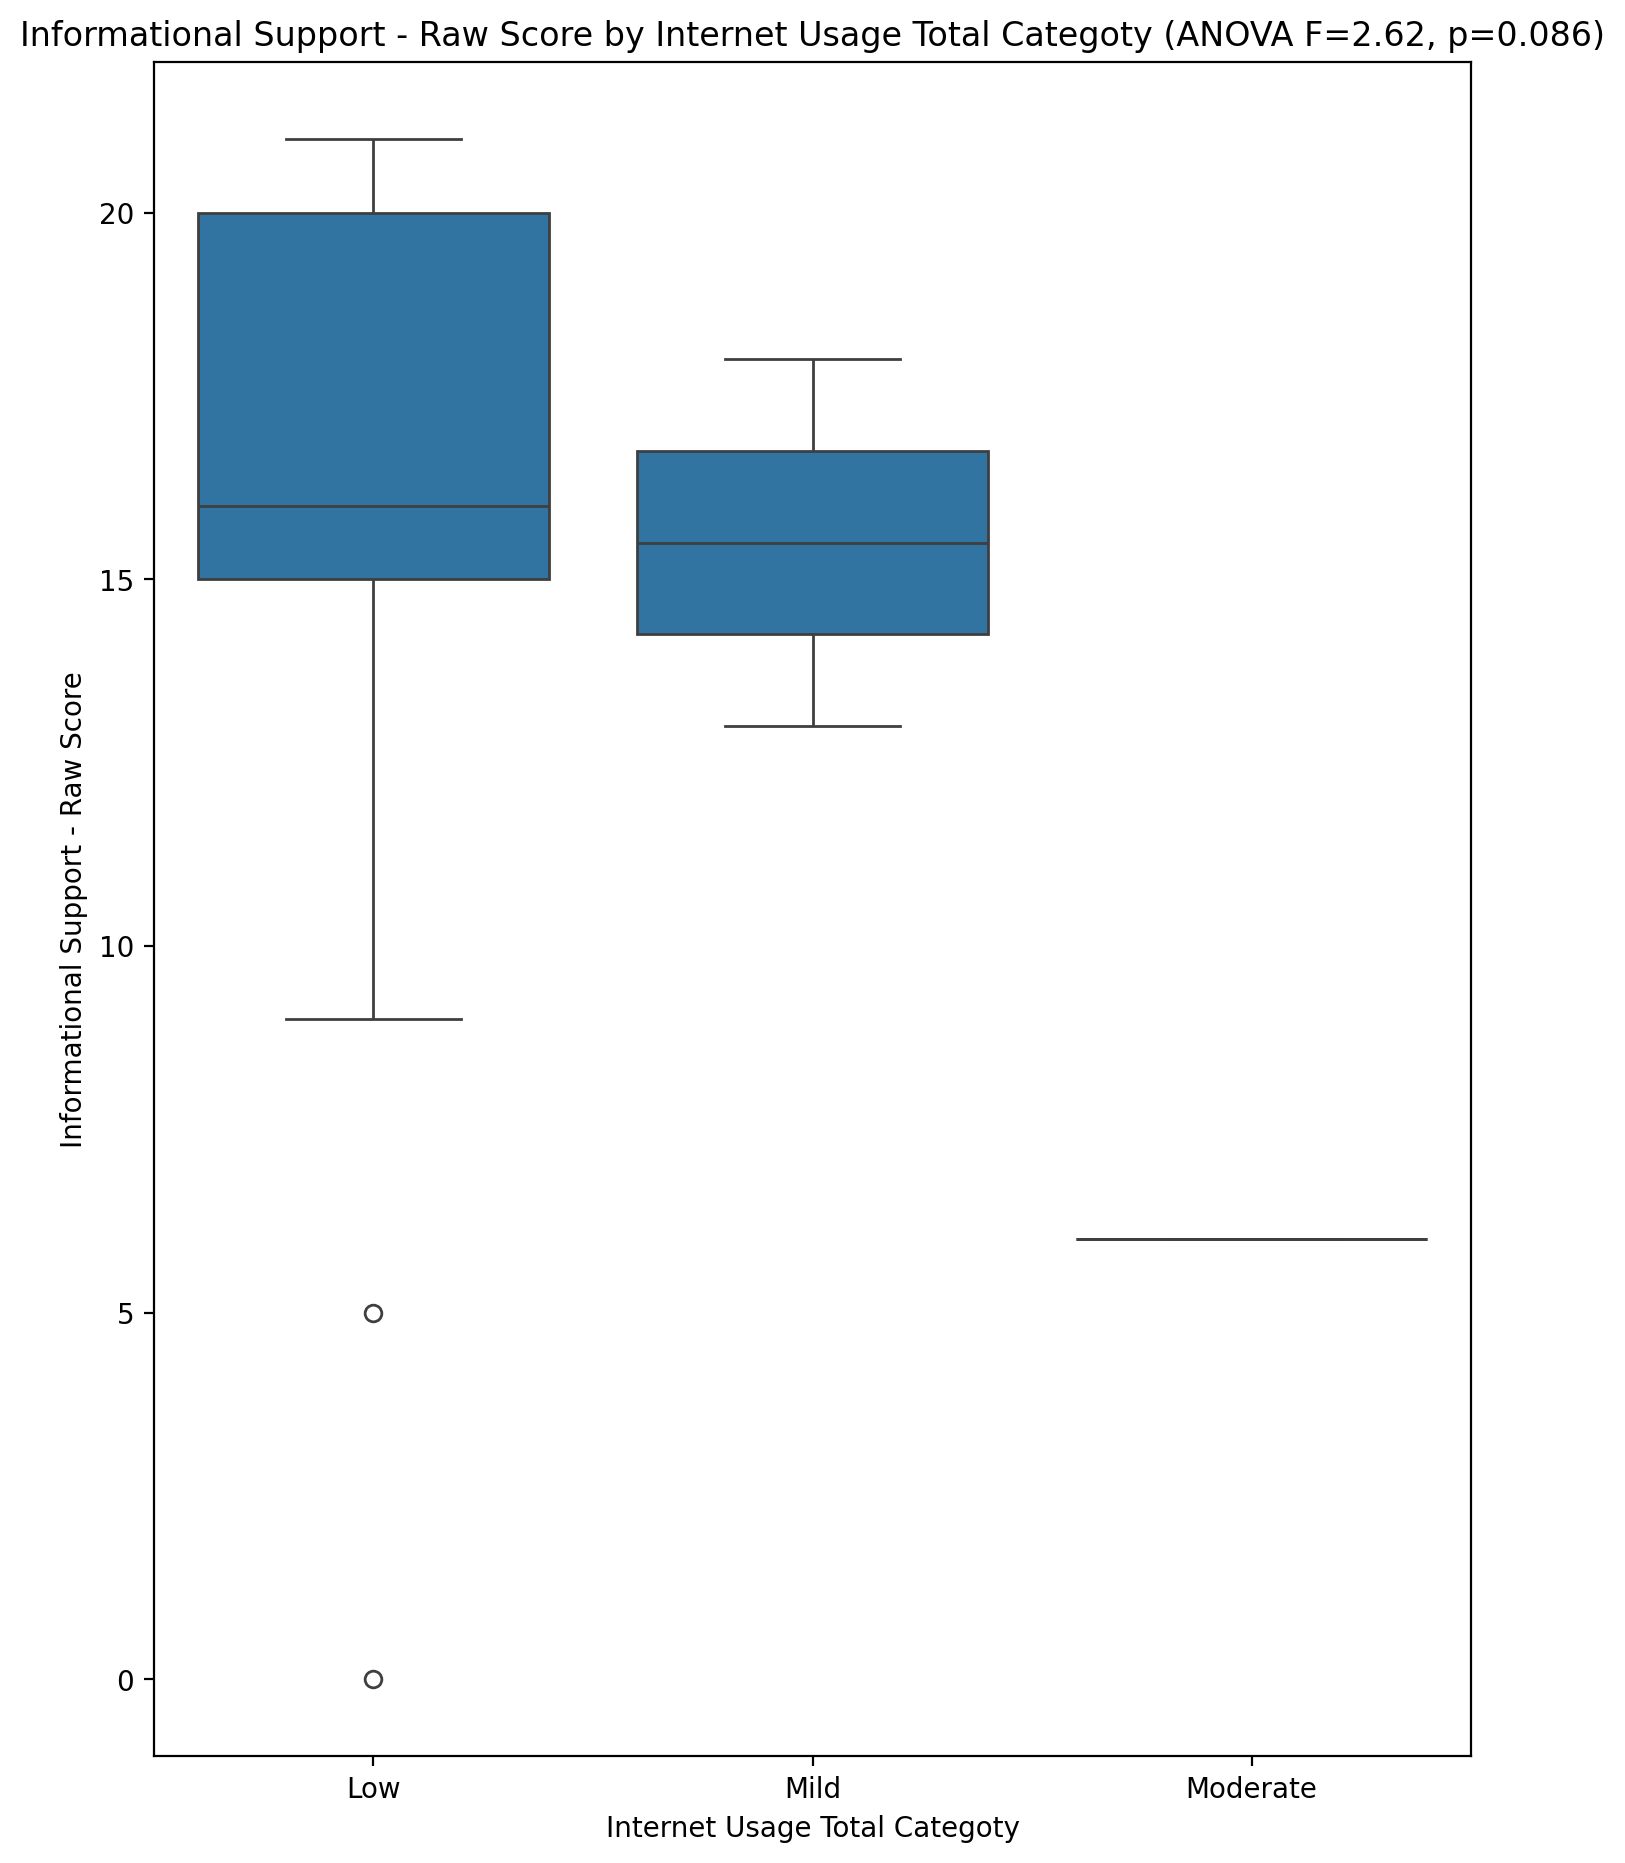 Informational Support - Raw Score by Internet Usage Total Categoty (ANOVA F=2.62, p=0.086)
Informational Support - Raw Score
20
15
10
5
0
Low
Mild
Moderate
Internet Usage Total Categoty